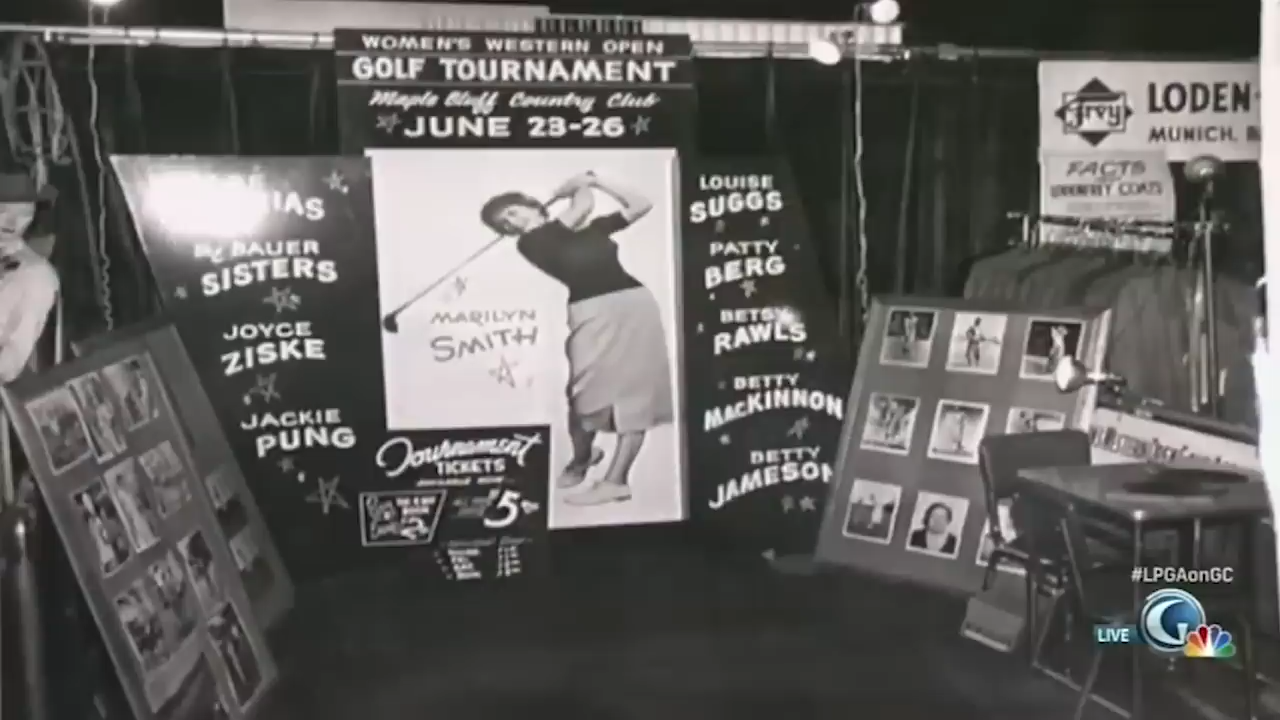 WOMEN'S WESTERN OPEN
GOLF TOURNAMENT
Maple Bluff Country Club
JUNE 23-26
BAUER
SISTERS
JOYCE
ZISKE
JACKIE
PUNG
MARILYN
SMITH
Tournament
TICKETS
5
LOUISE
SUGGS
PATTY
BERG
BETSY
RAWLS
BETTY
MACKINNON
BETTY
JAMESON
Frey
LODEN-
MUNICH,
FACTS
COATS
#LPGAonGC
LIVE
G